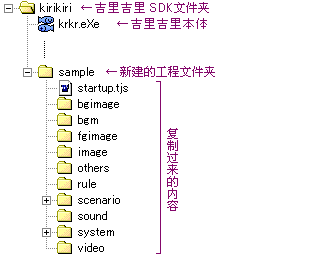 kirikiri ←吉里吉里 SDK文件夹
krkr.eXe ←吉里吉里本体
sample ←新建的工程文件夹
startup.tjs
bgimage
bgm
fgimage
image
others
rule
scenario
sound
system
video
复制过来的内容